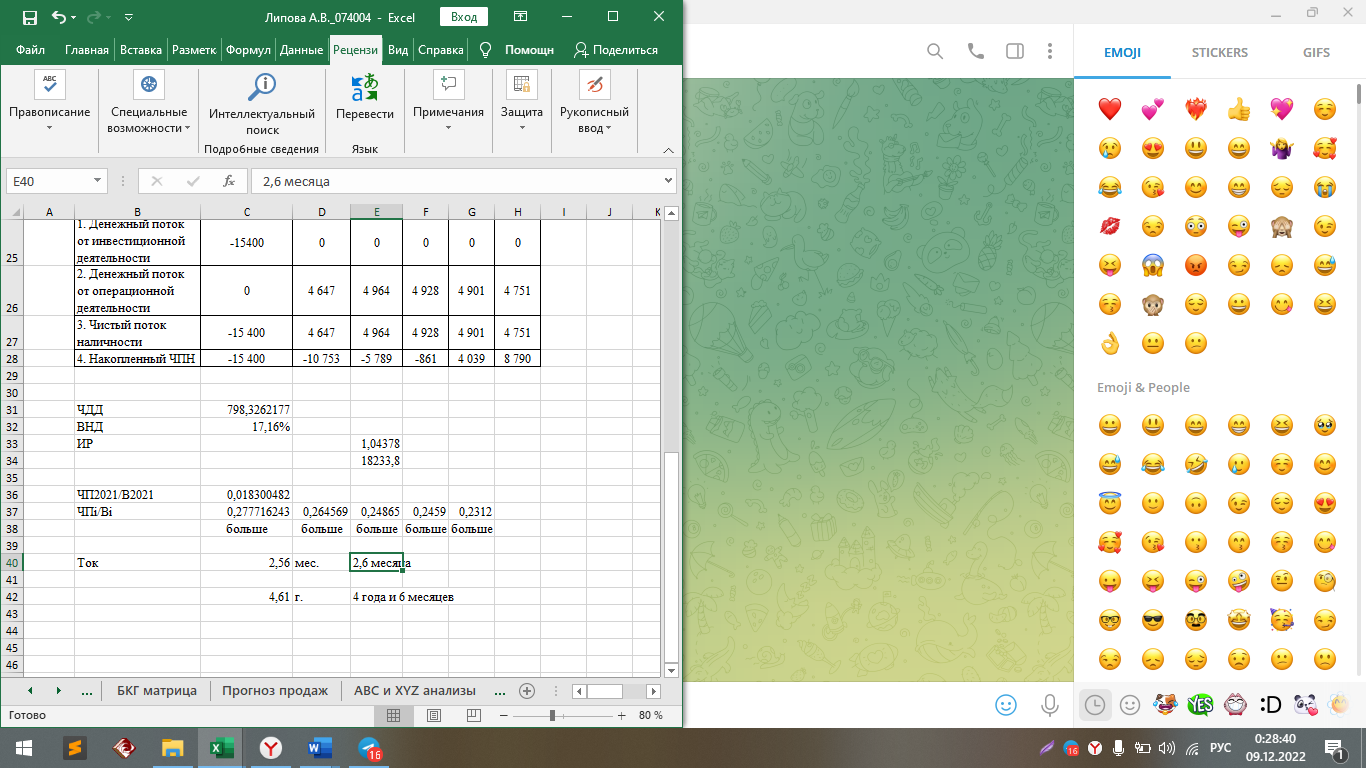 Липова А.В._074004 - Excel
Вход
Файл Главная Вставка Разметк Формул Данные Рецензи Вид Справка Помощн Поделиться
ABC
Правописание
Специальные возможности
Интеллектуальный поиск
Подробные сведения
Перевести
Язык
Примечания
Защита
Рукописный ввод
E40 fx 2,6 месяца
A B C D E F G H I J K
25 1. Денежный поток от инвестиционной деятельности -15400 0 0 0 0 0
26 2. Денежный поток от операционной деятельности 0 4 647 4 964 4 928 4 901 4 751
27 3. Чистый поток наличности -15 400 4 647 4 964 4 928 4 901 4 751
28 4. Накопленный ЧПН -15 400 -10 753 -5 789 -861 4 039 8 790
29
30
31 ЧДД 798,3262177
32 ВНД 17,16%
33 ИР 1,04378
34 18233,8
35
36 ЧП2021/В2021 0,018300482
37 ЧПi/Вi 0,277716243 0,264569 0,24865 0,2459 0,2312
38 больше больше больше больше больше
39
40 Ток 2,56 мес. 2,6 месяца
41
42 4,61 г. 4 года и 6 месяцев
43
44
45
46
... БКГ матрица Прогноз продаж ABC и XYZ анализы ...
Готово
80 %
EMOJI STICKERS GIFS
Emoji & People
YES
:D
16
16
РУС
0:28:40
09.12.2022
1